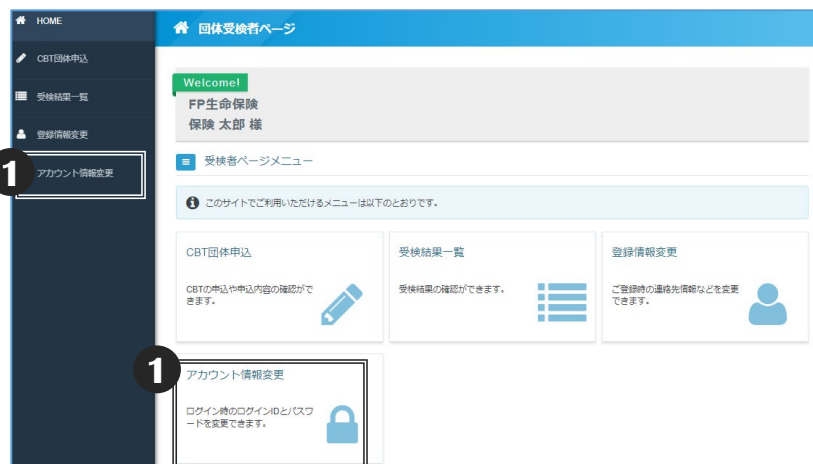 HOME
CBT団体申込
受検結果一覧
登録情報変更
1
アカウント情報変更
団体受検者ページ
Welcome!
FP生命保険
保険 太郎 様
受検者ページメニュー
このサイトでご利用いただけるメニューは以下のとおりです。
CBT団体申込
CBTの申込や申込内容の確認がで
きます。
受検結果一覧
受検結果の確認ができます。
登録情報変更
ご登録時の連絡先情報などを変更
できます。
1
アカウント情報変更
ログイン時のログインIDとパスワ
ードを変更できます。